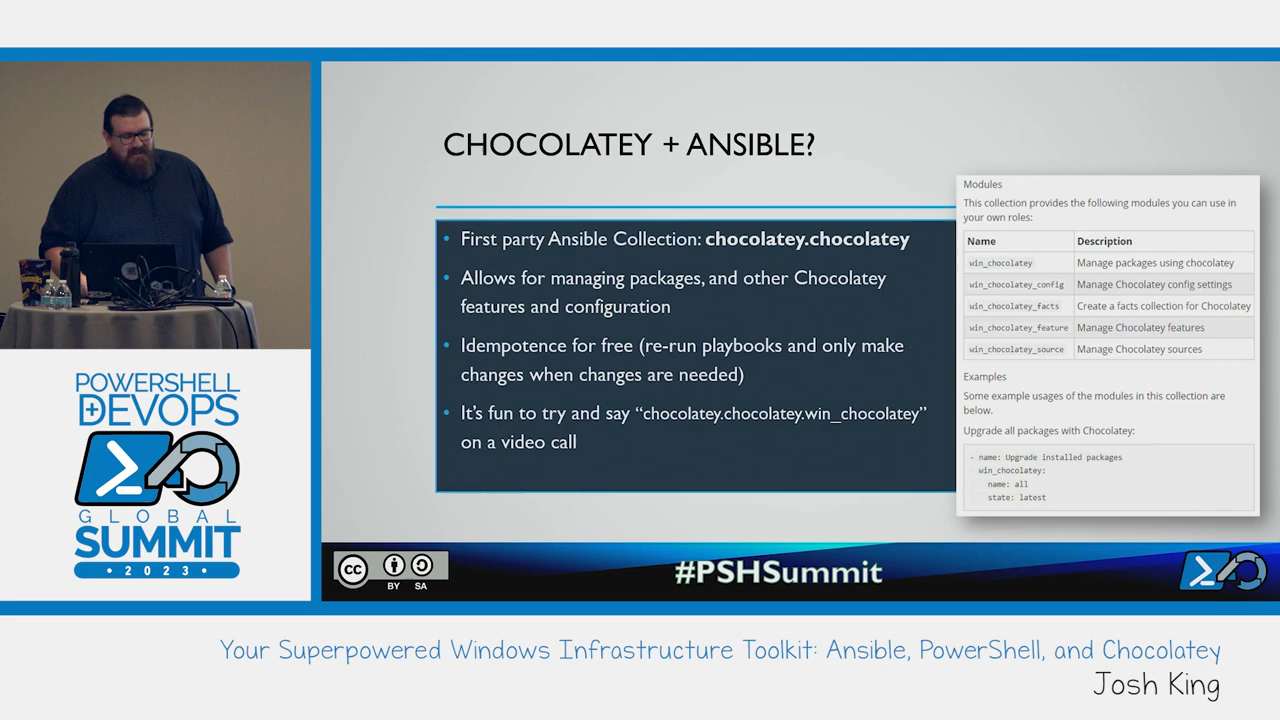 CHOCOLATEY + ANSIBLE?
• First party Ansible Collection: chocolatey.chocolatey
• Allows for managing packages, and other Chocolatey
features and configuration
• Idempotence for free (re-run playbooks and only make
changes when changes are needed)
• It's fun to try and say “chocolatey.chocolatey.win_chocolatey”
on a video call
Modules
This collection provides the following modules you can use in
your own roles:
Name Description
win_chocolatey Manage packages using chocolatey
win_chocolatey_config Manage Chocolatey config settings
win_chocolatey_facts Create a facts collection for Chocolatey
win_chocolatey_feature Manage Chocolatey features
win_chocolatey_source Manage Chocolatey sources
Examples
Some example usages of the modules in this collection are
below.
Upgrade all packages with Chocolatey:
- name: Upgrade installed packages
win_chocolatey:
name: all
state: latest
POWERSHELL
+DEVOPS
GLOBAL
SUMMIT
• 2023 •
cc
BY SA
#PSHSummit
Your Superpowered Windows Infrastructure Toolkit: Ansible, PowerShell, and Chocolatey
Josh King